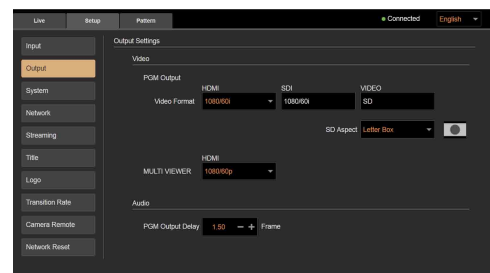 Live Setup Pattern Connected English
Input
Output
System
Network
Streaming
Title
Logo
Transition Rate
Camera Remote
Network Reset
Output Settings
Video
PGM Output
HDMI SDI VIDEO
Video Format 1080/60i 1080/60i SD
SD Aspect Letter Box
HDMI
MULTI VIEWER 1080/60p
Audio
PGM Output Delay 1.50 − + Frame